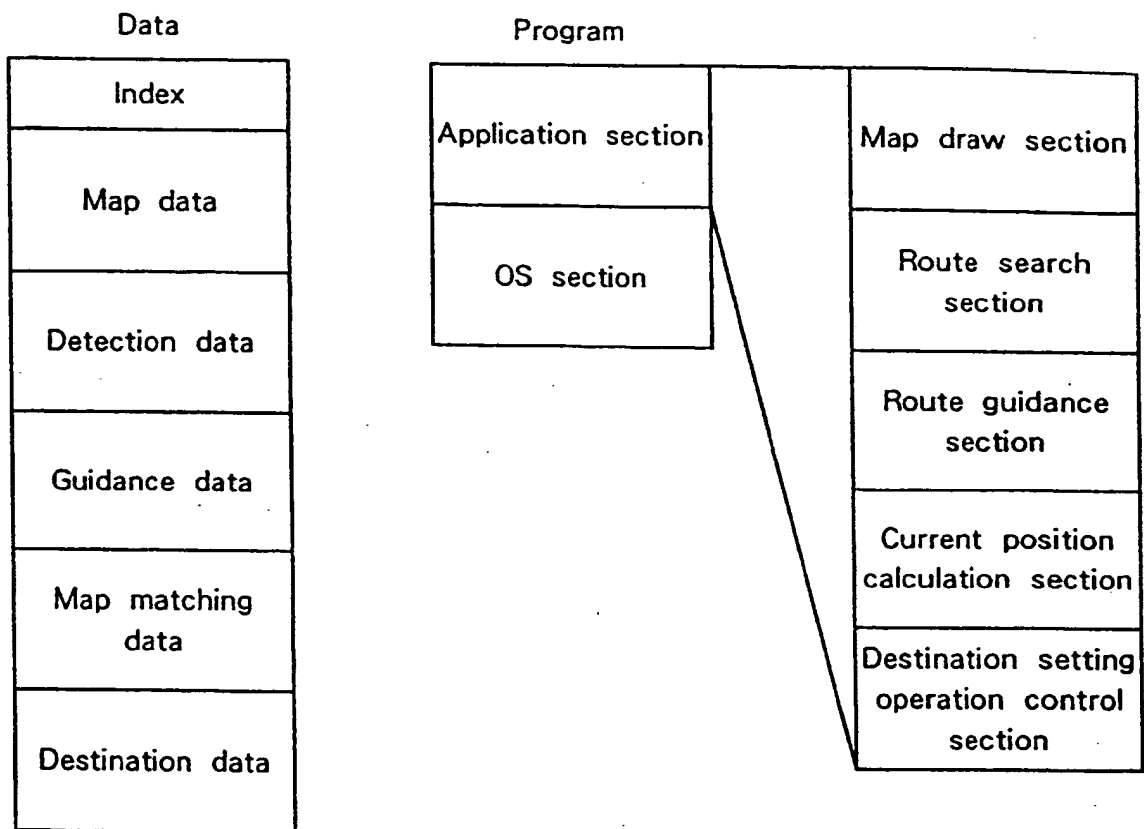 Data
Index
Map data
Detection data
Guidance data
Map matching
data
Destination data
Program
Application section
OS section
Map draw section
Route search
section
Route guidance
section
Current position
calculation section
Destination setting
operation control
section